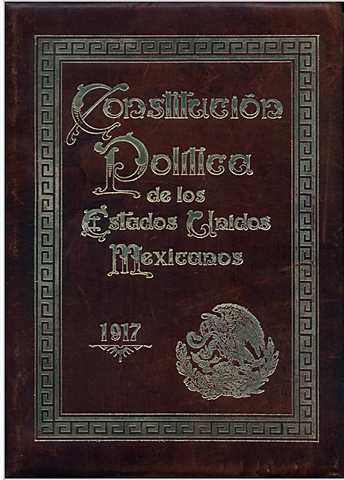 Constitución
Política
de los
Estados Unidos
Mexicanos
1917